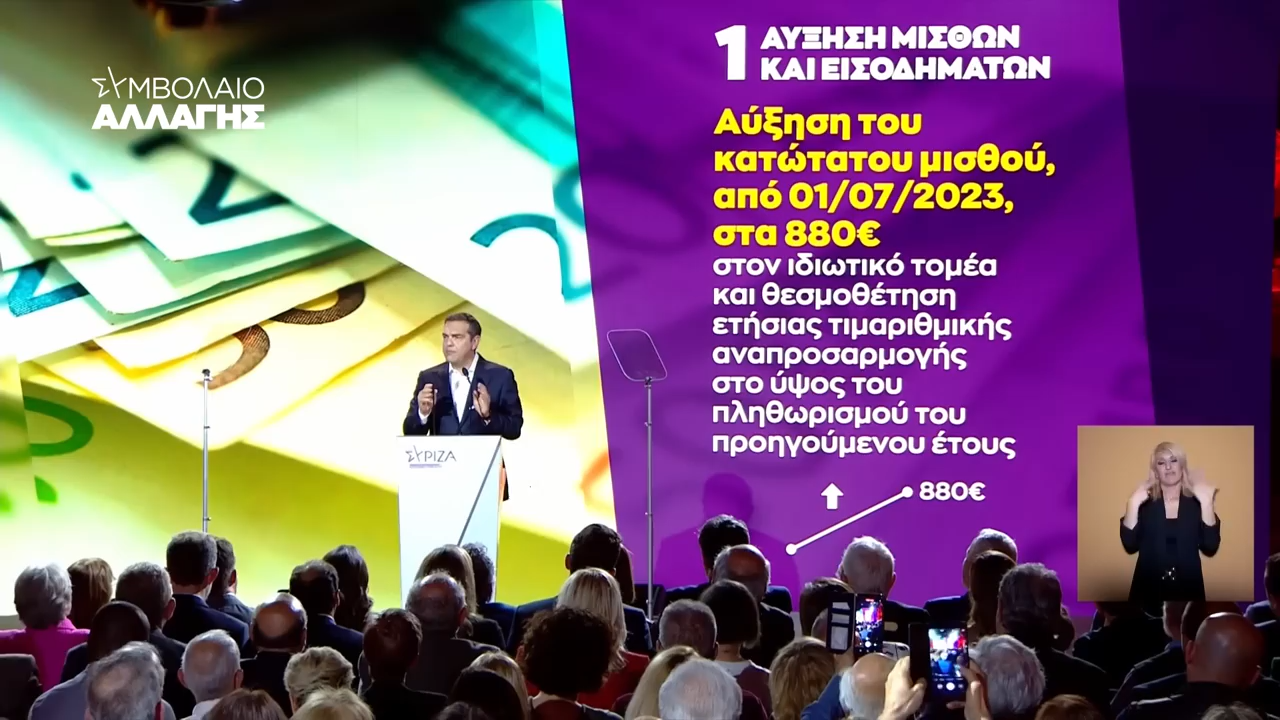 ΣΥΜΒΟΛΑΙΟ
ΑΛΛΑΓΗΣ
1 ΑΥΞΗΣΗ ΜΙΣΘΩΝ
ΚΑΙ ΕΙΣΟΔΗΜΑΤΩΝ
Αύξηση του
κατώτατου μισθού,
από 01/07/2023,
στα 880€
στον ιδιωτικό τομέα
και θεσμοθέτηση
ετήσιας τιμαριθμικής
αναπροσαρμογής
στο ύψος του
πληθωρισμού του
προηγούμενου έτους
880€
ΣΥΡΙΖΑ